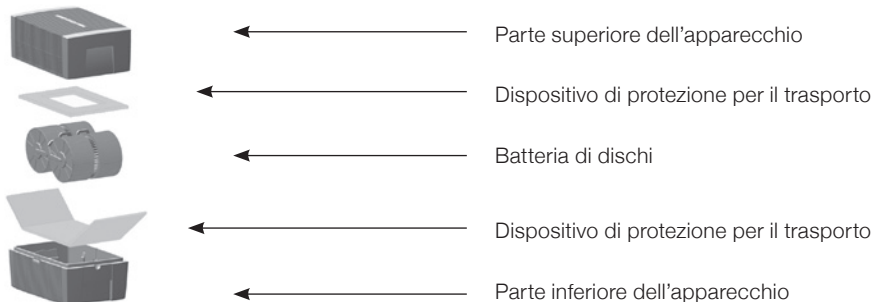 Parte superiore dell'apparecchio
Dispositivo di protezione per il trasporto
Batteria di dischi
Dispositivo di protezione per il trasporto
Parte inferiore dell'apparecchio